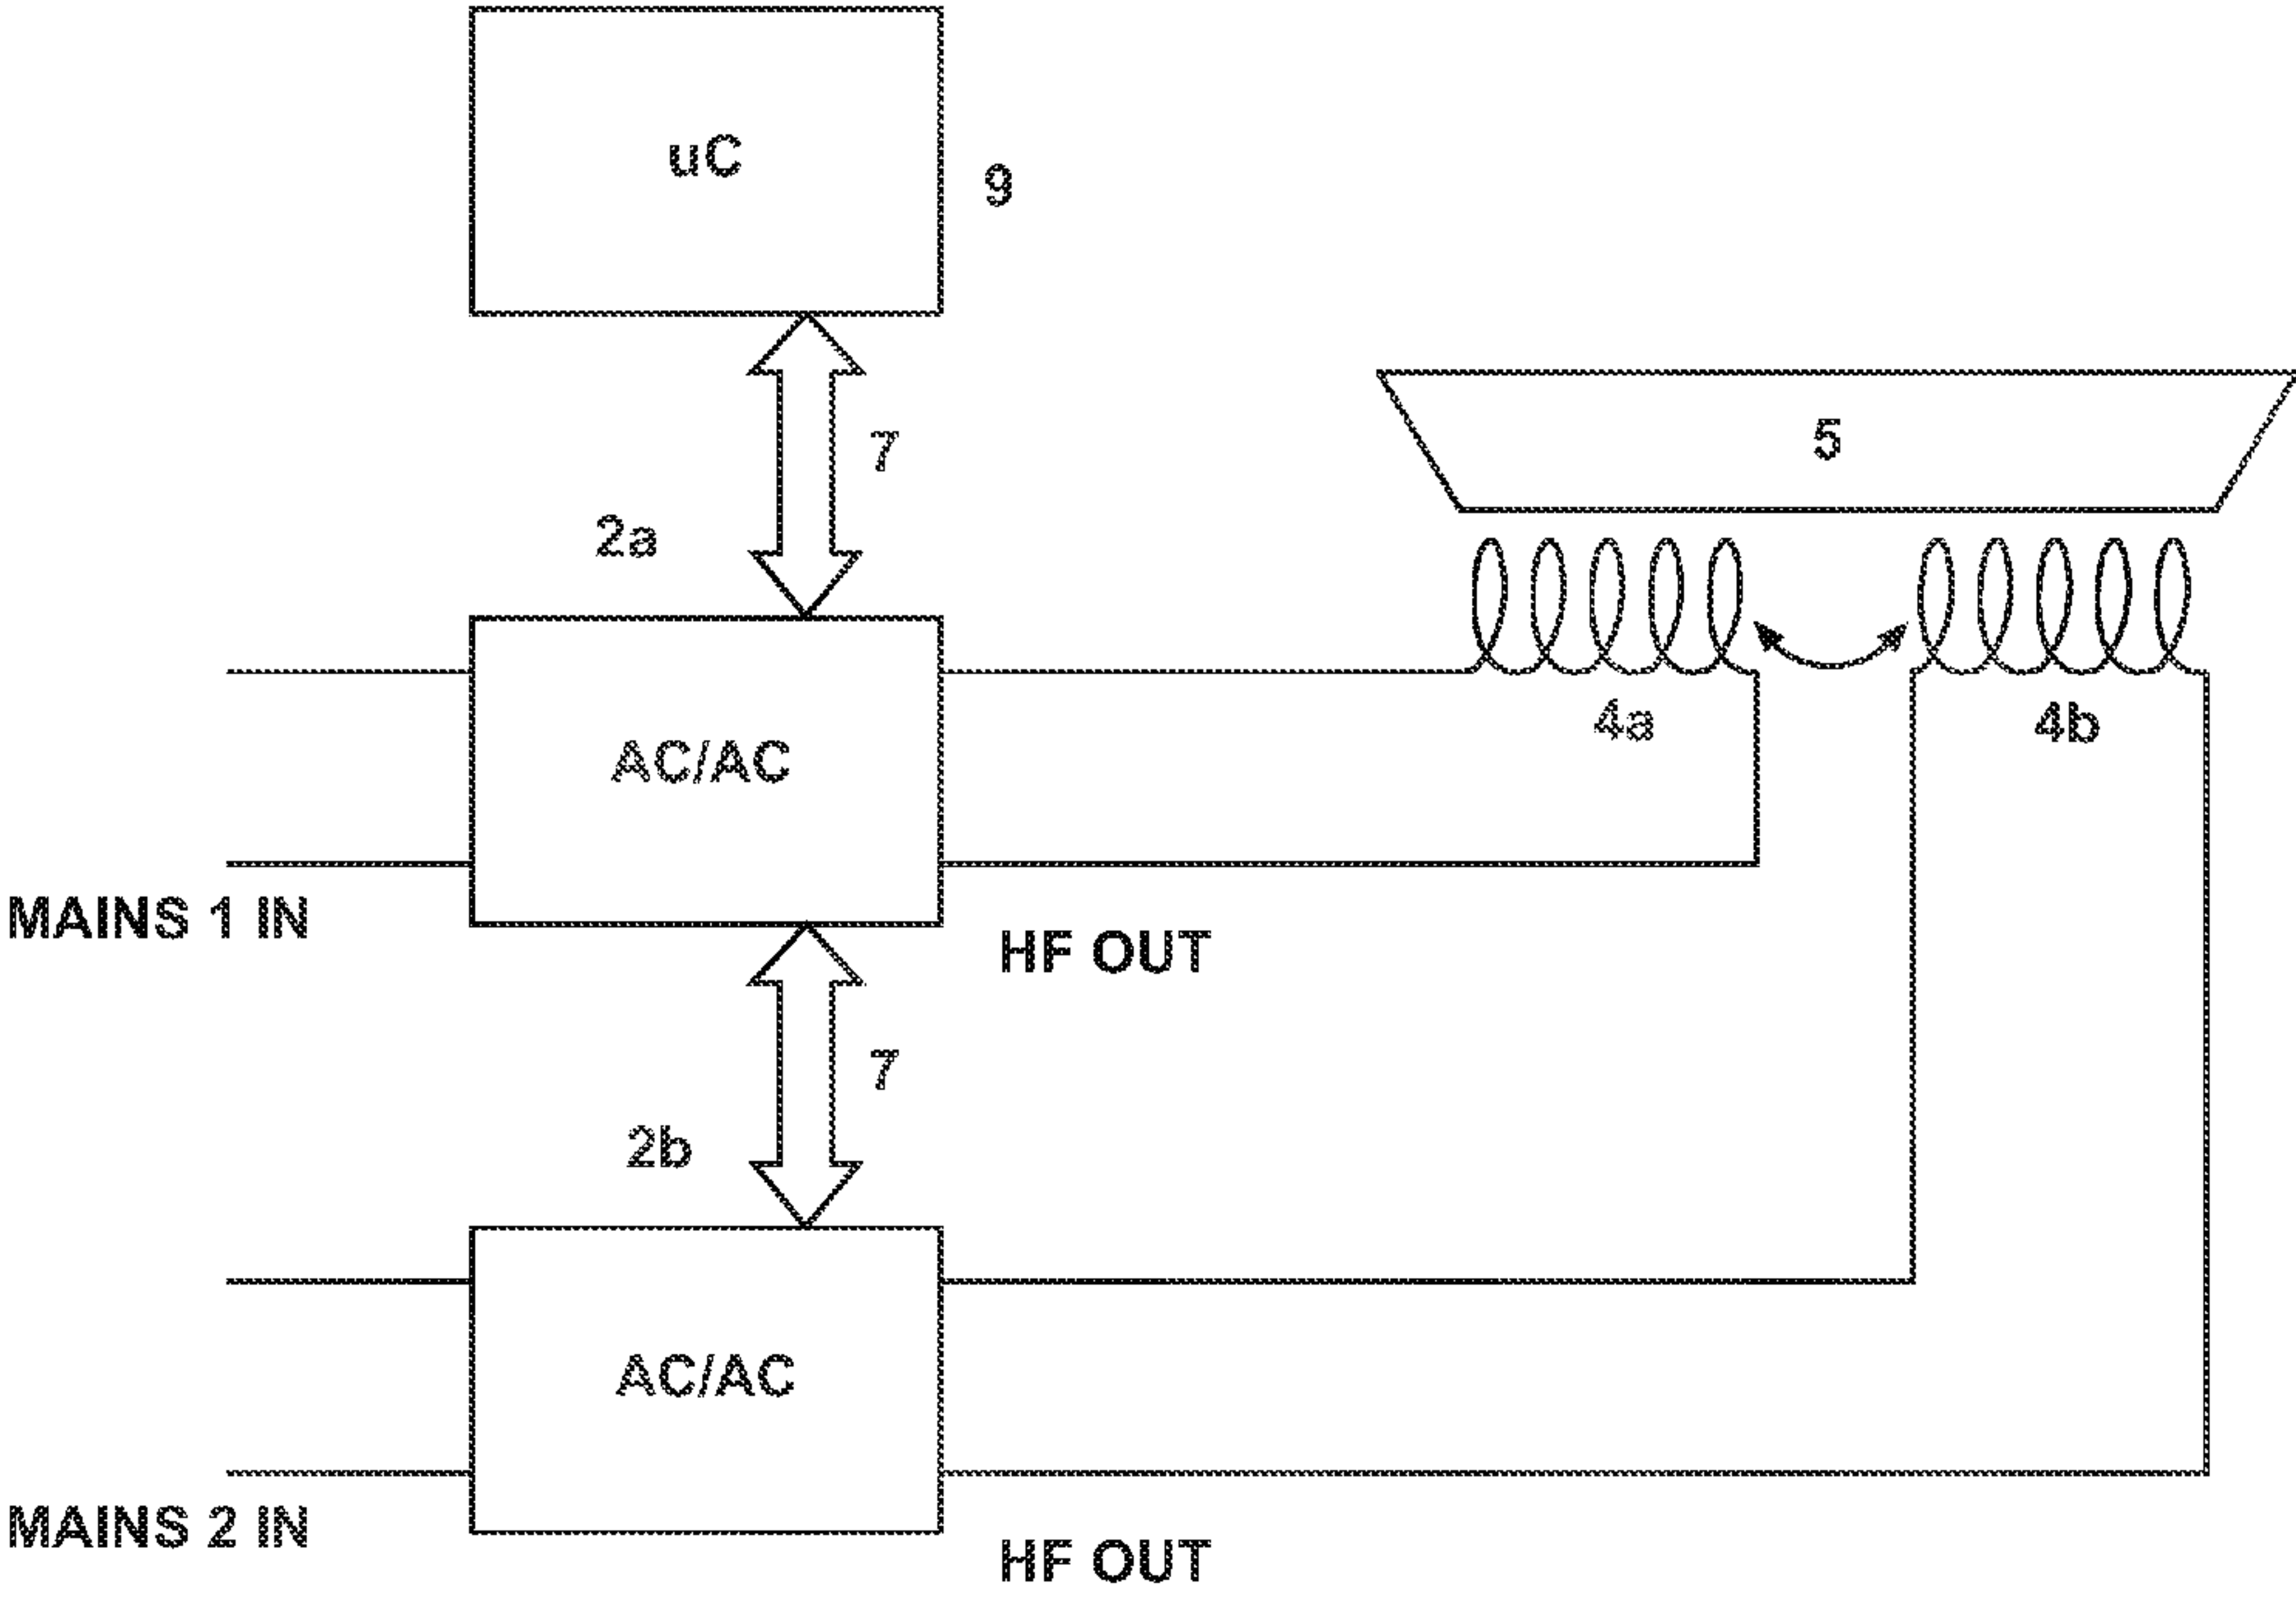 uC
9
7
5
2a
4a
4b
AC/AC
MAINS 1 IN
HF OUT
7
2b
AC/AC
MAINS 2 IN
HF OUT